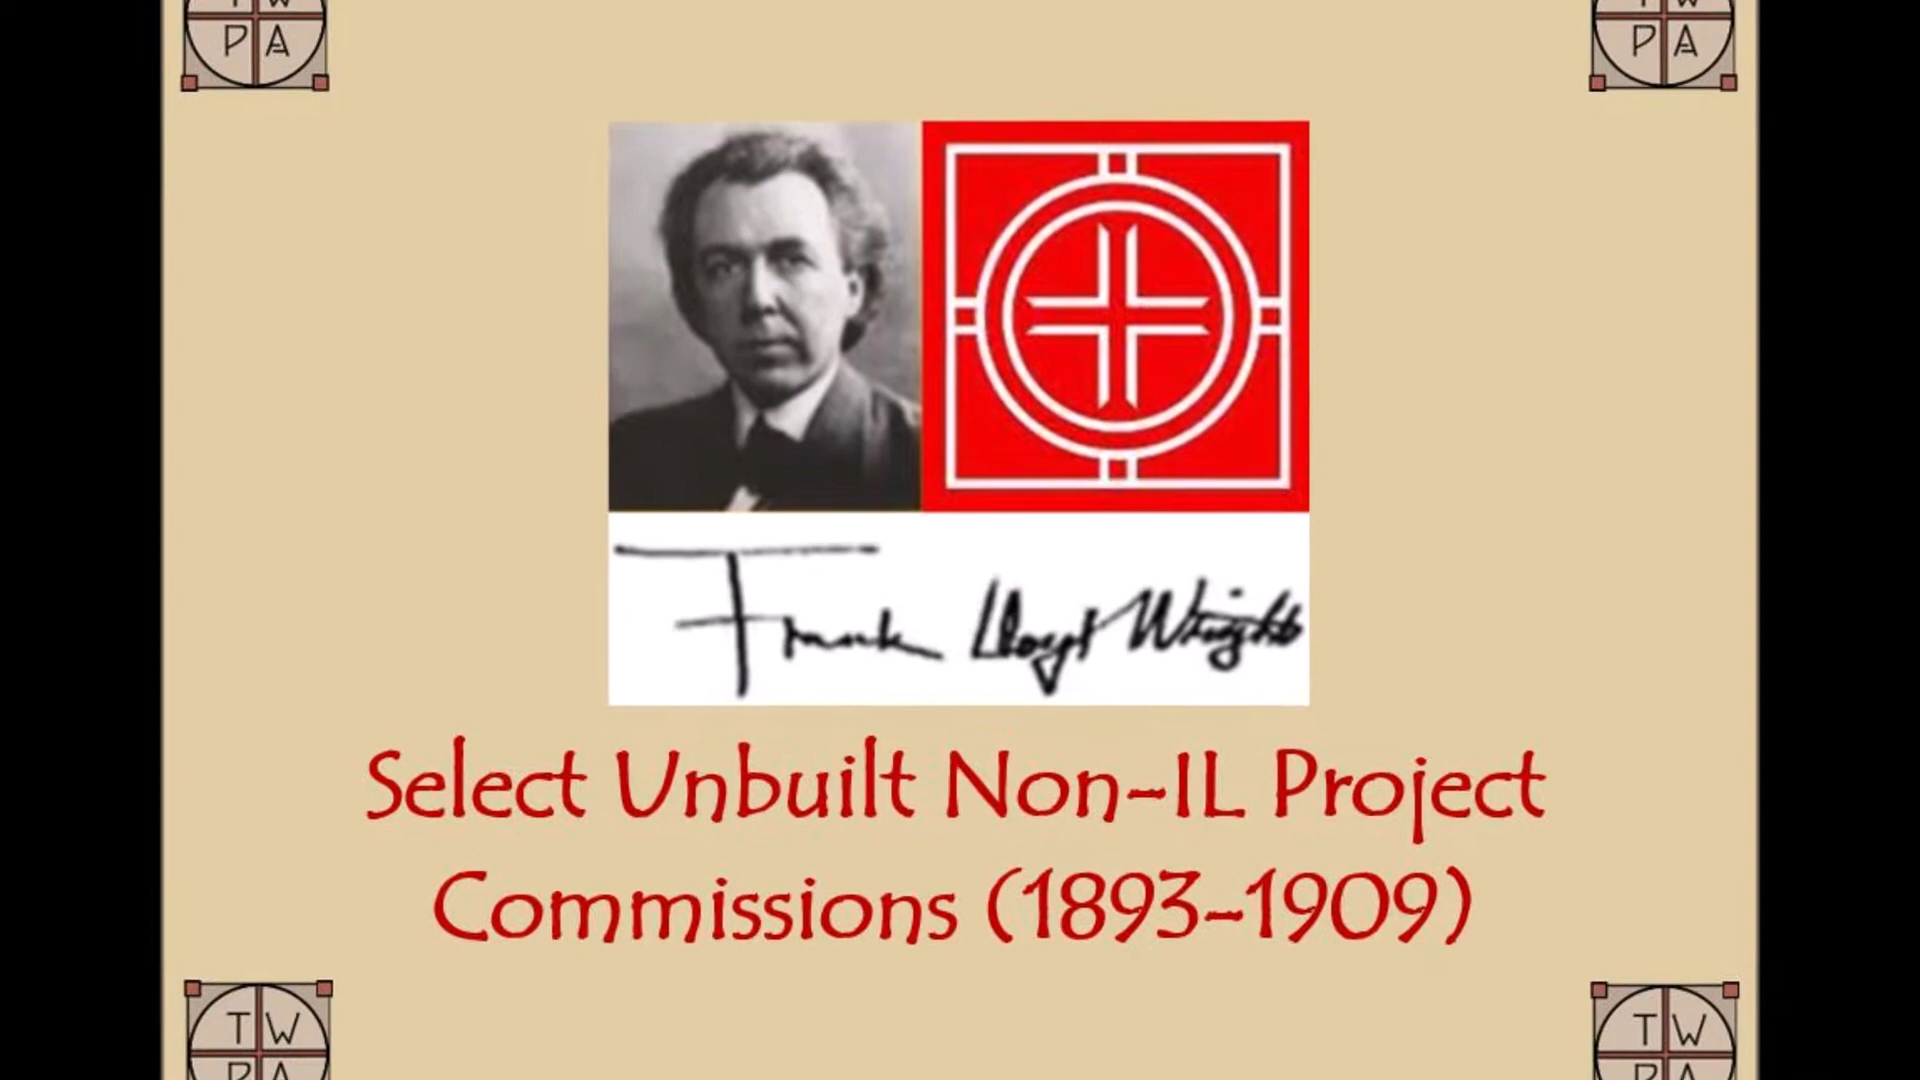 T W
P A
T W
P A
Frank Lloyd Wright
Select Unbuilt Non-IL Project
Commissions (1893-1909)
T W
P A
T W
P A